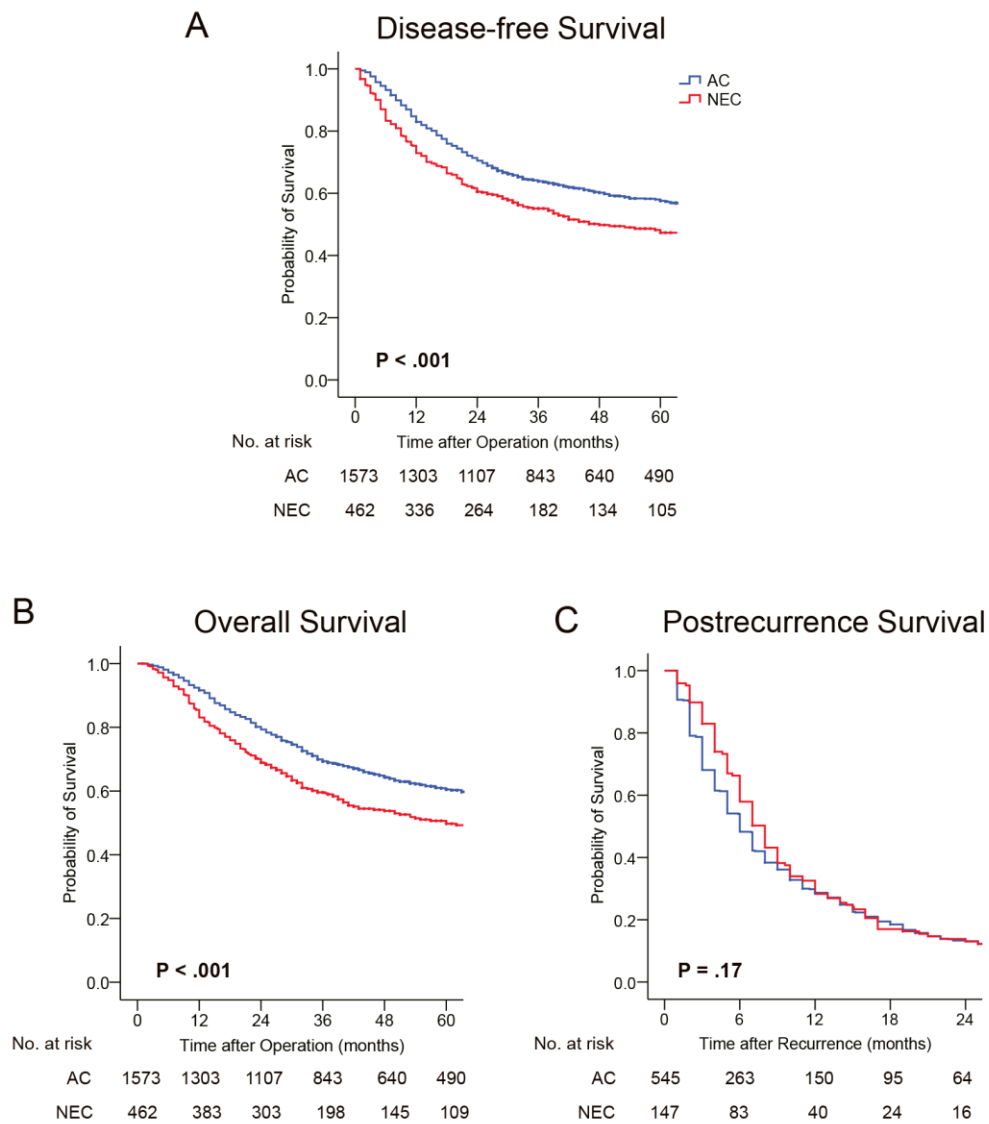 A
Disease-free Survival
AC
NEC
Probability of Survival
1.0
0.8
0.6
0.4
0.2
0.0
P < .001
0 12 24 36 48 60
Time after Operation (months)
No. at risk
AC 1573 1303 1107 843 640 490
NEC 462 336 264 182 134 105
B
Overall Survival
Probability of Survival
1.0
0.8
0.6
0.4
0.2
0.0
P < .001
0 12 24 36 48 60
Time after Operation (months)
No. at risk
AC 1573 1303 1107 843 640 490
NEC 462 383 303 198 145 109
C
Postrecurrence Survival
Probability of Survival
1.0
0.8
0.6
0.4
0.2
0.0
P = .17
0 6 12 18 24
Time after Recurrence (months)
No. at risk
AC 545 263 150 95 64
NEC 147 83 40 24 16